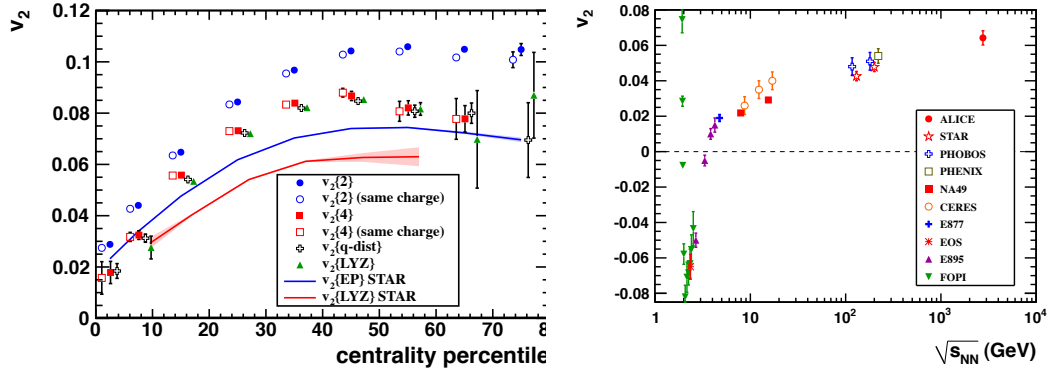 v₂
0.12
0.1
0.08
0.06
0.04
0.02
0
0
10
20
30
40
50
60
70
80
centrality percentile
v₂{2}
v₂{2} (same charge)
v₂{4}
v₂{4} (same charge)
v₂{q-dist}
v₂{LYZ}
v₂{EP} STAR
v₂{LYZ} STAR
v₂
0.08
0.06
0.04
0.02
0
-0.02
-0.04
-0.06
-0.08
1
10
10²
10³
10⁴
√s_NN (GeV)
ALICE
STAR
PHOBOS
PHENIX
NA49
CERES
E877
EOS
E895
FOPI